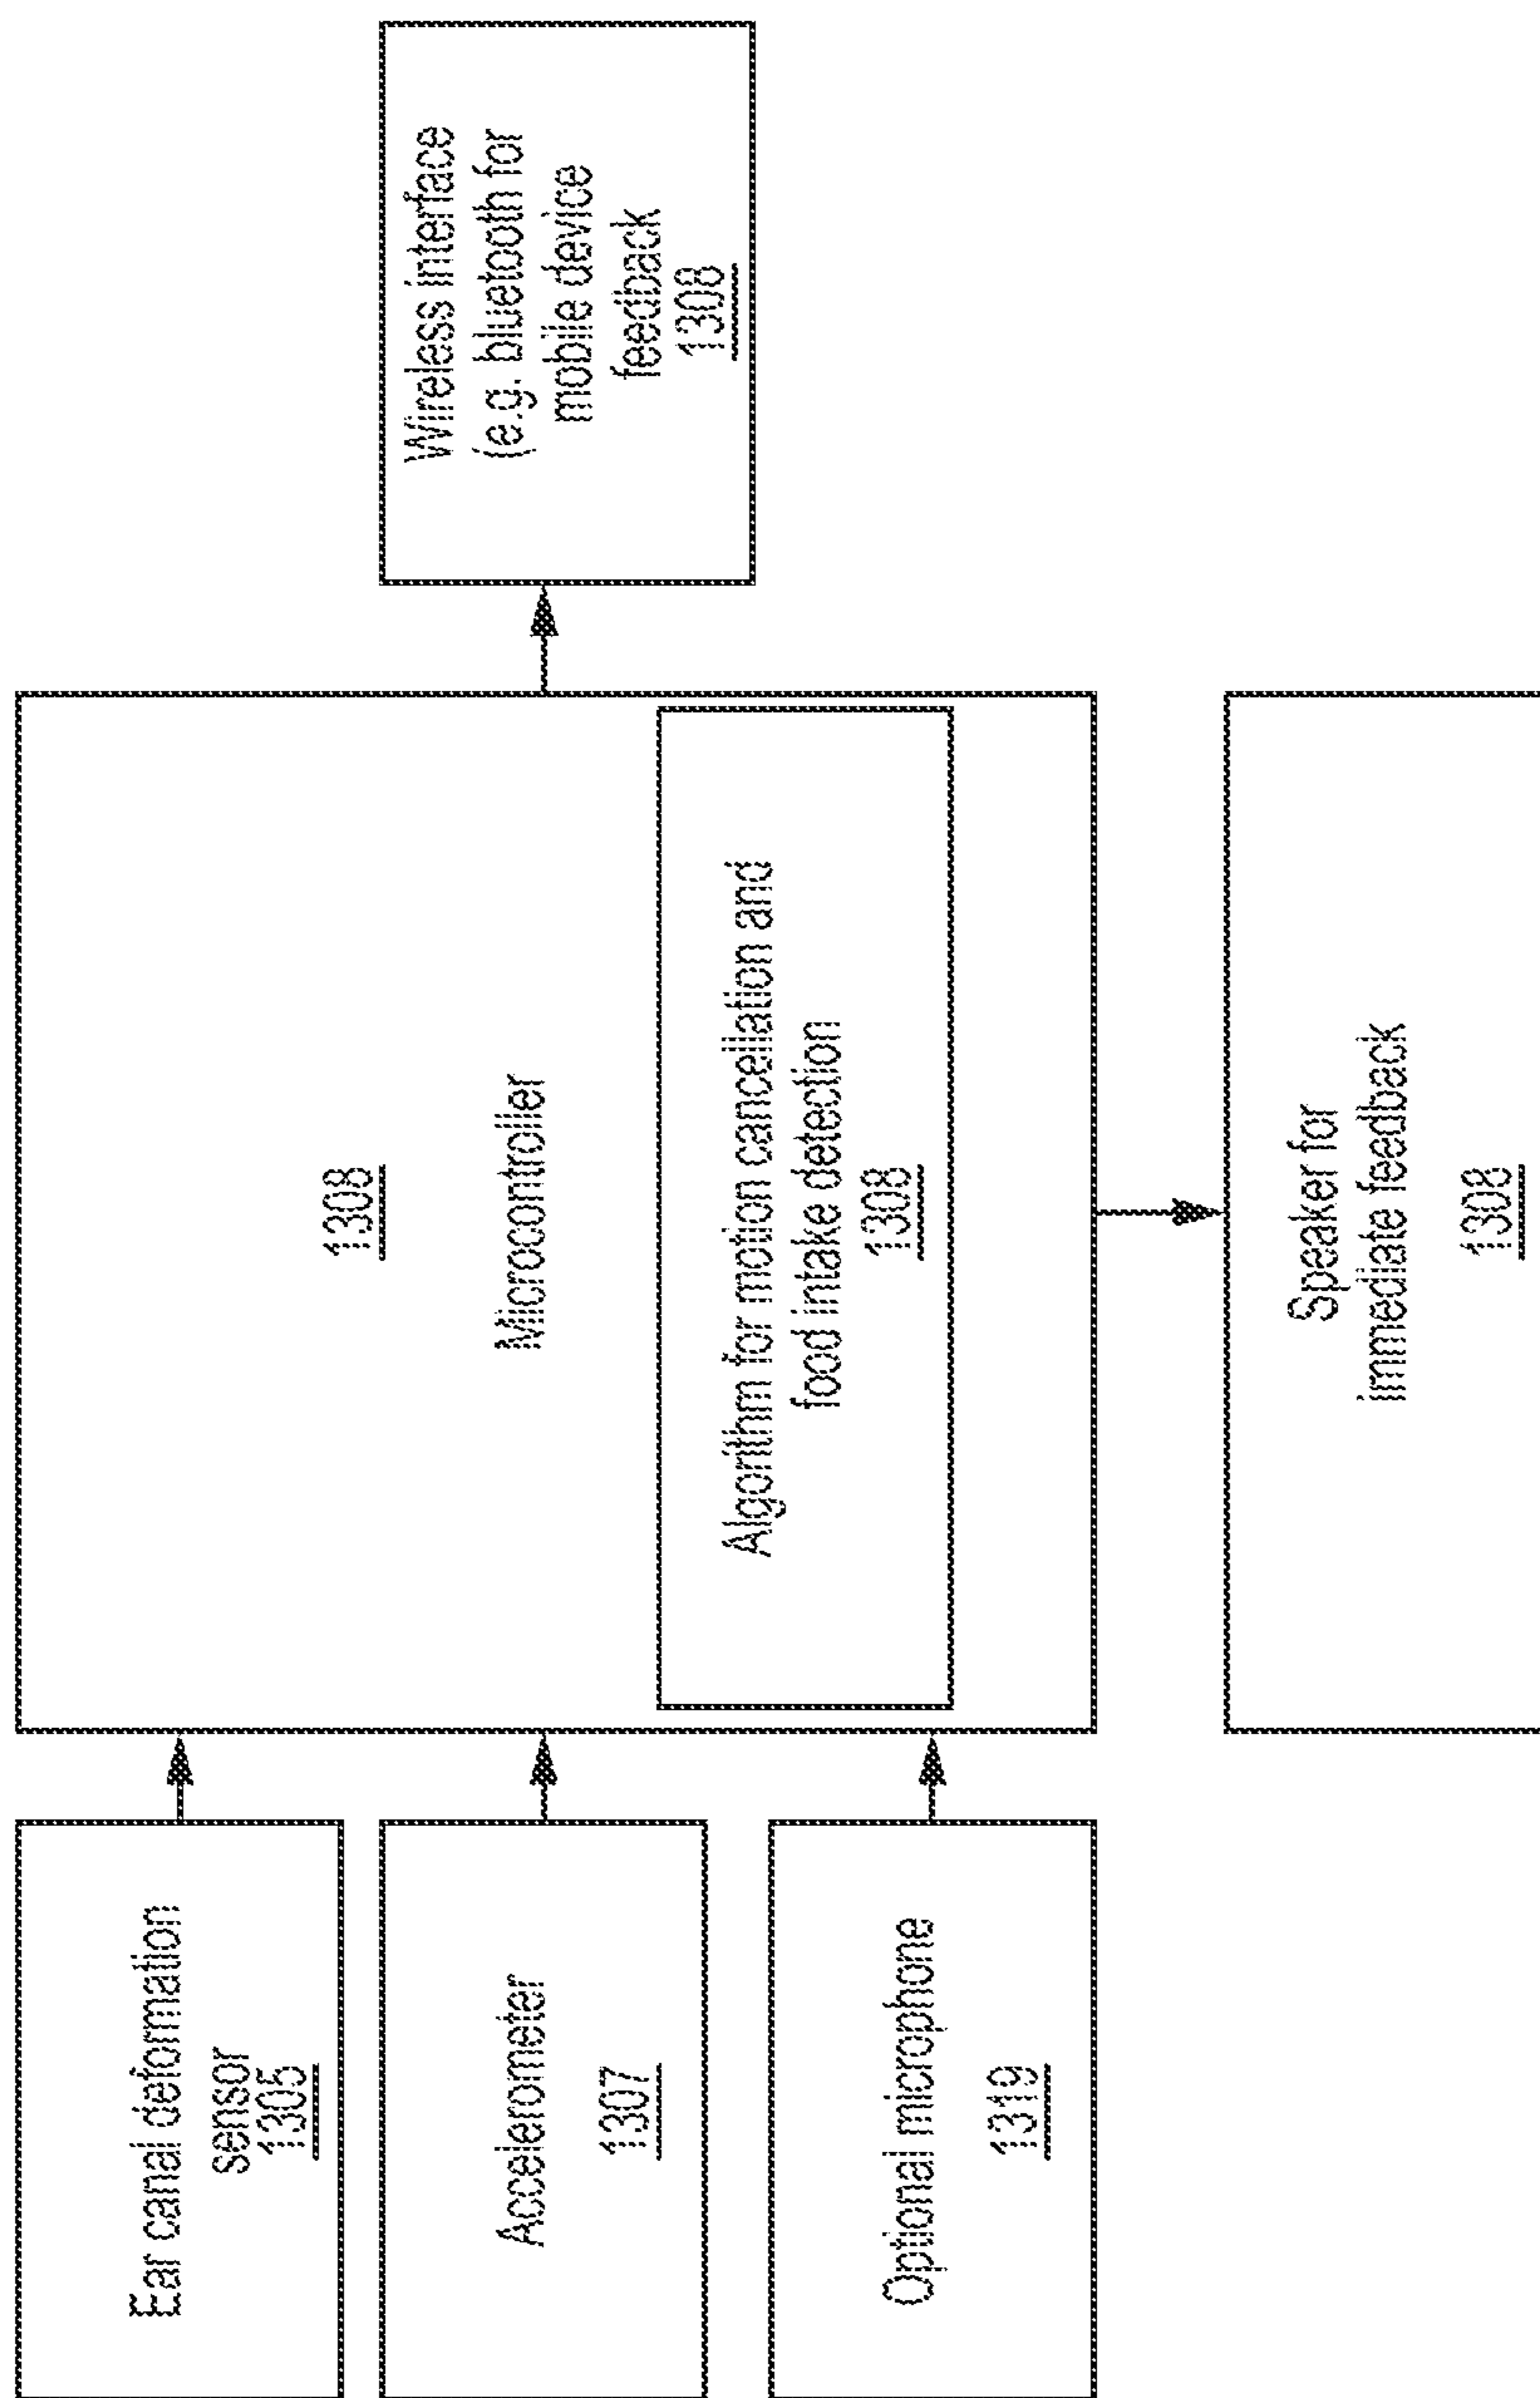 Ear canal deformation
sensor
1305
Accelerometer
1307
Optional microphone
1319
1308
Microcontroller
Algorithm for motion cancellation and
food intake detection
1308
Speaker for
immediate feedback
1308
Wireless interface
(e.g. bluetooth for
mobile device
feedback
1308